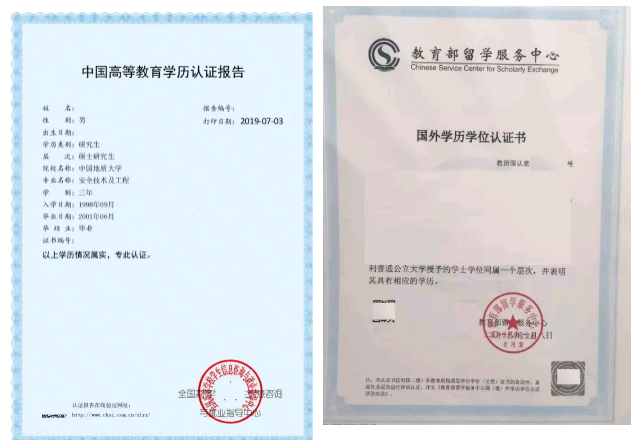 中国高等教育学历认证报告
姓 名:
报告编号:
性 别: 男
打印日期: 2019-07-03
出生日期:
学历类别: 研究生
层 次: 硕士研究生
院校名称: 中国地质大学
专业名称: 安全技术及工程
学 制: 三年
入学日期: 1998年09月
毕业日期: 2001年06月
毕 结 业: 毕业
证书编号:
以上学历情况属实，专此认证。
全国
咨询
与就业指导中心
认证报告在线验证网址:
http://www.chsi.com.cn/xlrz/
教育部留学服务中心
Chinese Service Center for Scholarly Exchange
国外学历学位认证书
教留服认意
号
利普通公立大学授予的学士学位同属一个层次，并表明
其具有相应的学历。
教育部留学服务中心
八日
专用章